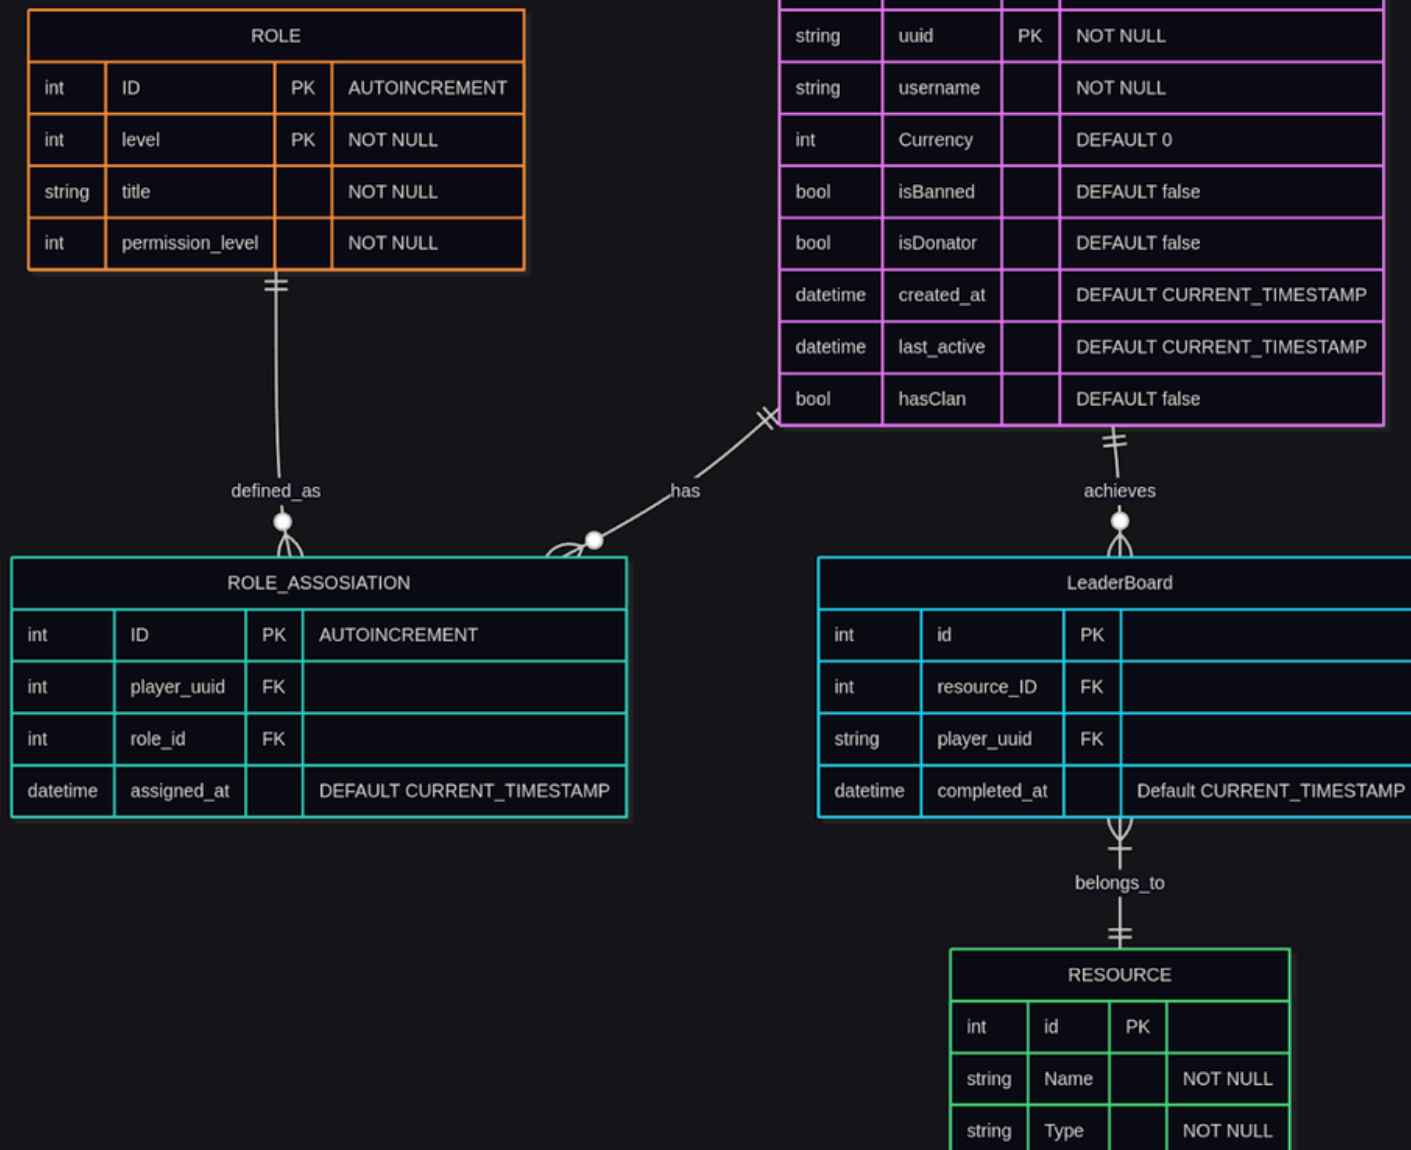 ROLE
int ID PK AUTOINCREMENT
int level PK NOT NULL
string title NOT NULL
int permission_level NOT NULL
string uuid PK NOT NULL
string username NOT NULL
int Currency DEFAULT 0
bool isBanned DEFAULT false
bool isDonator DEFAULT false
datetime created_at DEFAULT CURRENT_TIMESTAMP
datetime last_active DEFAULT CURRENT_TIMESTAMP
bool hasClan DEFAULT false
defined_as
has
achieves
ROLE_ASSOSIATION
int ID PK AUTOINCREMENT
int player_uuid FK
int role_id FK
datetime assigned_at DEFAULT CURRENT_TIMESTAMP
LeaderBoard
int id PK
int resource_ID FK
string player_uuid FK
datetime completed_at Default CURRENT_TIMESTAMP
belongs_to
RESOURCE
int id PK
string Name NOT NULL
string Type NOT NULL